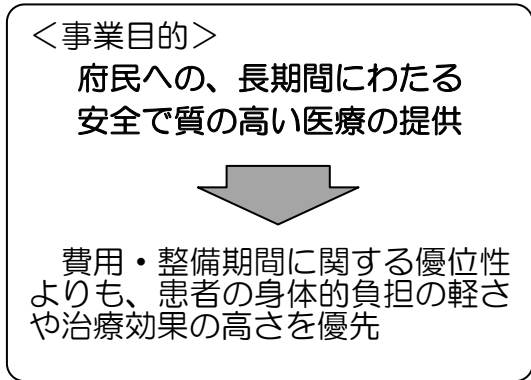 ＜事業目的＞
府民への、長期間にわたる
安全で質の高い医療の提供
費用・整備期間に関する優位性
よりも、患者の身体的負担の軽さ
や治療効果の高さを優先